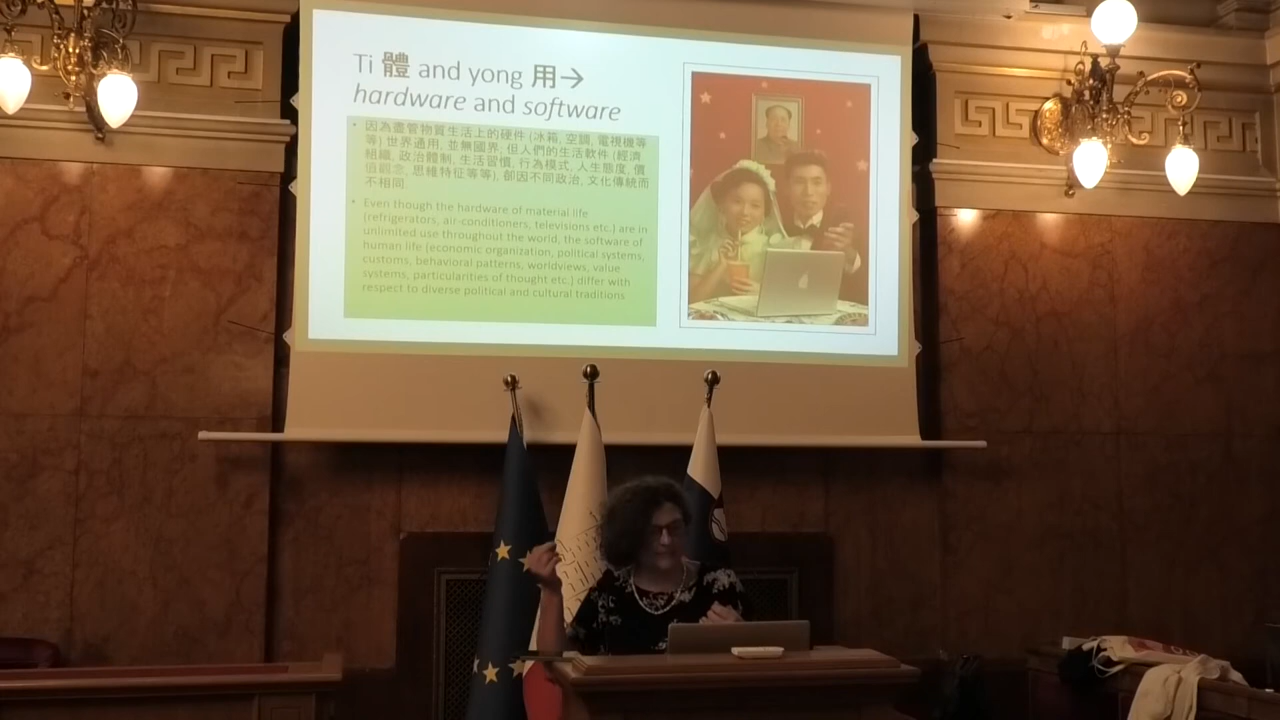 Ti 體 and yong 用→
hardware and software
• 因為儘管物質生活上的硬件 (冰箱, 空調, 電視機等
等) 世界通用, 並無國界, 但人們的生活軟件 (經濟
組織, 政治體制, 生活習慣, 行為模式, 人生態度, 價
值觀念, 思維特征等等), 卻因不同政治, 文化傳統而
不相同.
• Even though the hardware of material life
(refrigerators, air-conditioners, televisions etc.) are in
unlimited use throughout the world, the software of
human life (economic organization, political systems,
customs, behavioral patterns, worldviews, value
systems, particularities of thought etc.) differ with
respect to diverse political and cultural traditions